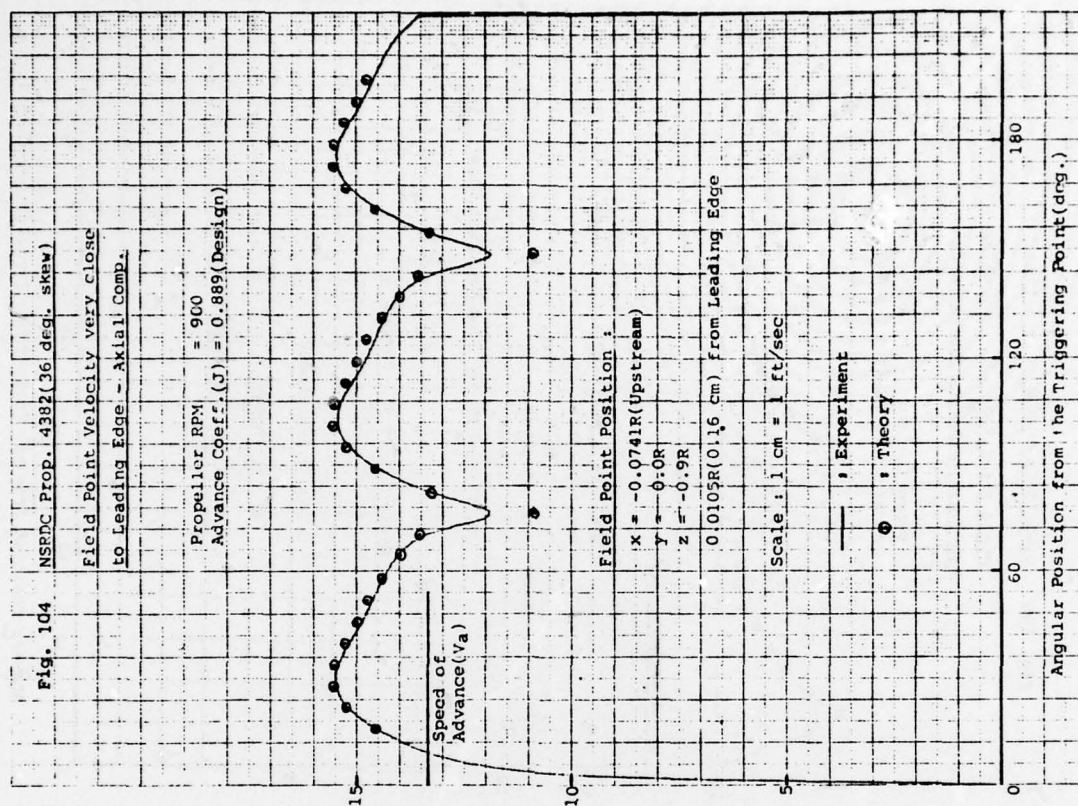 Fig. 104 NSRDC Prop. 4382(36 deg. skew)
Field Point Velocity very close
to Leading Edge - Axial Comp.
Propeller RPM = 900
Advance Coeff.(J) = 0.889(Design)
15
Speed of
Advance(Va)
10
Field Point Position :
x = -0.0741R(Upstream)
y = 0.0R
z = -0.9R
0.0105R(0.16 cm) from Leading Edge
Scale : 1 cm = 1 ft/sec
: Experiment
: Theory
5
0 60 120 180
Angular Position from the Triggering Point(deg.)